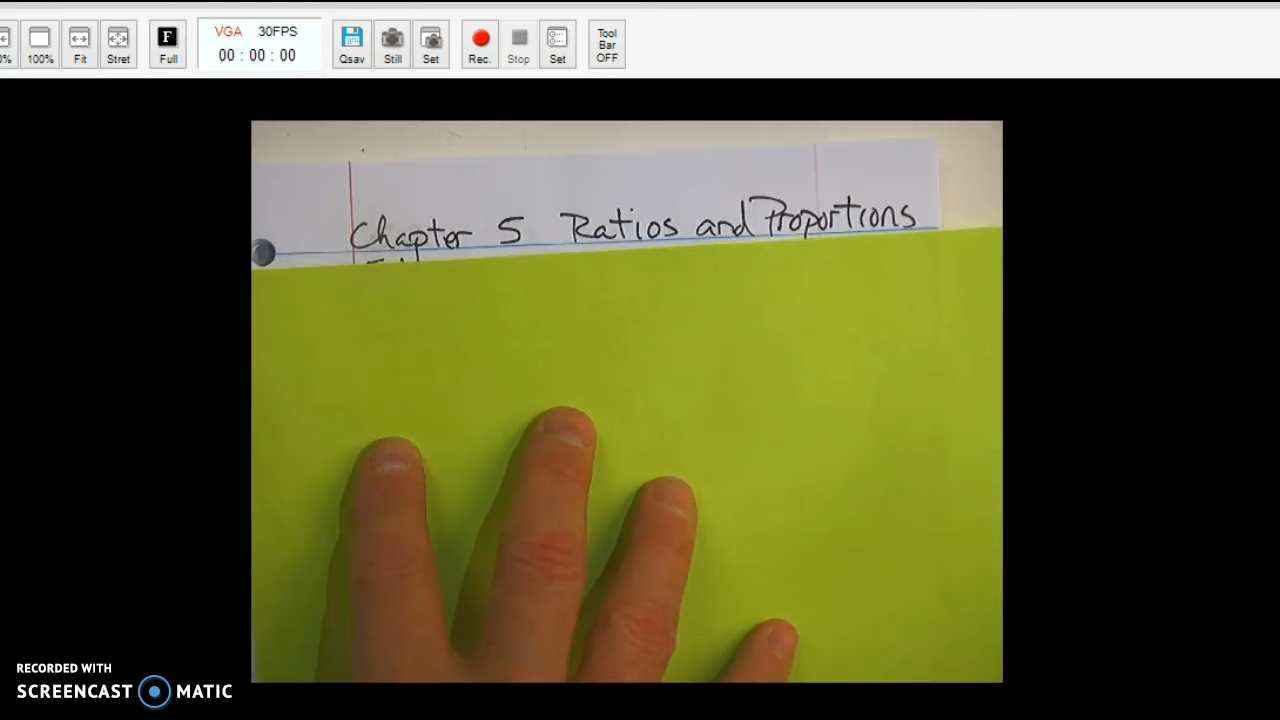 VGA 30FPS
00 : 00 : 00
100% Fit Stret Full Qsav Still Set Rec. Stop Set
Tool
Bar
OFF
Chapter 5 Ratios and Proportions
RECORDED WITH
SCREENCAST MATIC